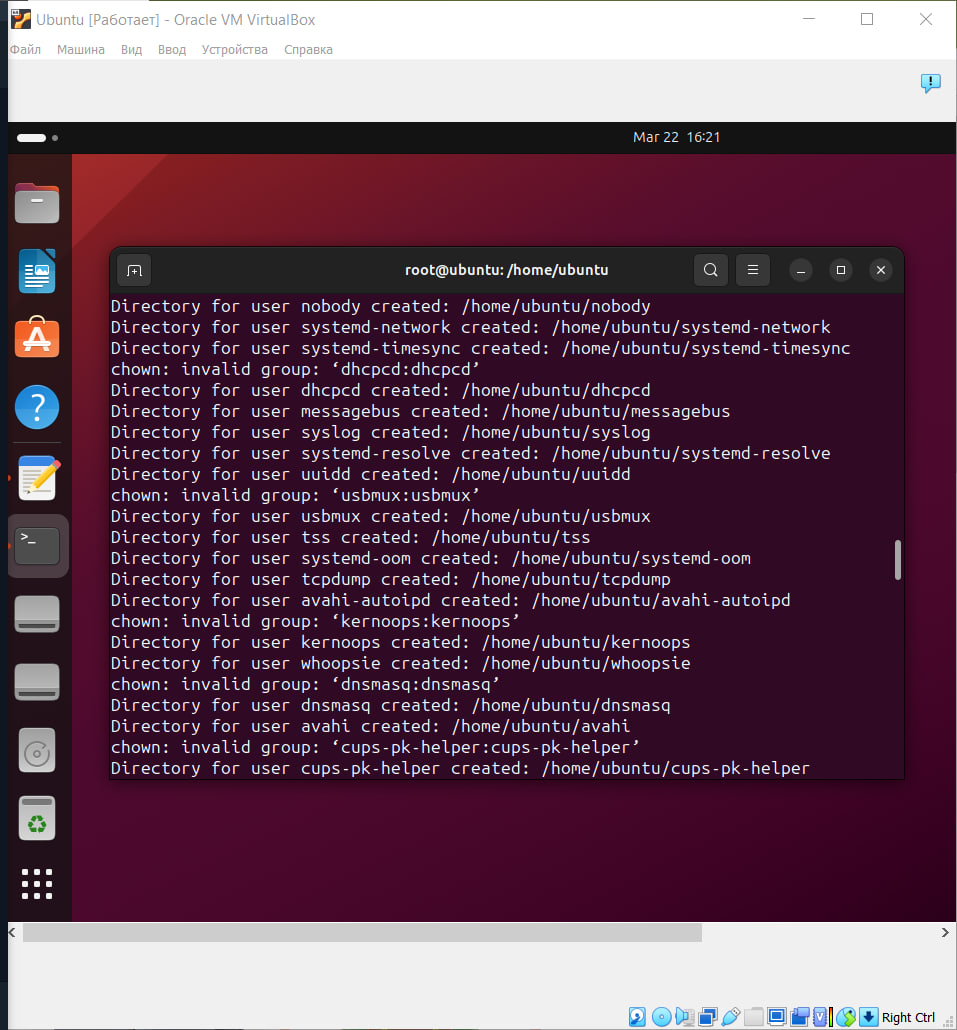 Ubuntu [Работает] - Oracle VM VirtualBox
Файл Машина Вид Ввод Устройства Справка
Mar 22 16:21
root@ubuntu: /home/ubuntu
Directory for user nobody created: /home/ubuntu/nobody
Directory for user systemd-network created: /home/ubuntu/systemd-network
Directory for user systemd-timesync created: /home/ubuntu/systemd-timesync
chown: invalid group: ‘dhcpcd:dhcpcd’
Directory for user dhcpcd created: /home/ubuntu/dhcpcd
Directory for user messagebus created: /home/ubuntu/messagebus
Directory for user syslog created: /home/ubuntu/syslog
Directory for user systemd-resolve created: /home/ubuntu/systemd-resolve
Directory for user uuidd created: /home/ubuntu/uuidd
chown: invalid group: ‘usbmux:usbmux’
Directory for user usbmux created: /home/ubuntu/usbmux
Directory for user tss created: /home/ubuntu/tss
Directory for user systemd-oom created: /home/ubuntu/systemd-oom
Directory for user tcpdump created: /home/ubuntu/tcpdump
Directory for user avahi-autoipd created: /home/ubuntu/avahi-autoipd
chown: invalid group: ‘kernoops:kernoops’
Directory for user kernoops created: /home/ubuntu/kernoops
Directory for user whoopsie created: /home/ubuntu/whoopsie
chown: invalid group: ‘dnsmasq:dnsmasq’
Directory for user dnsmasq created: /home/ubuntu/dnsmasq
Directory for user avahi created: /home/ubuntu/avahi
chown: invalid group: ‘cups-pk-helper:cups-pk-helper’
Directory for user cups-pk-helper created: /home/ubuntu/cups-pk-helper
Right Ctrl